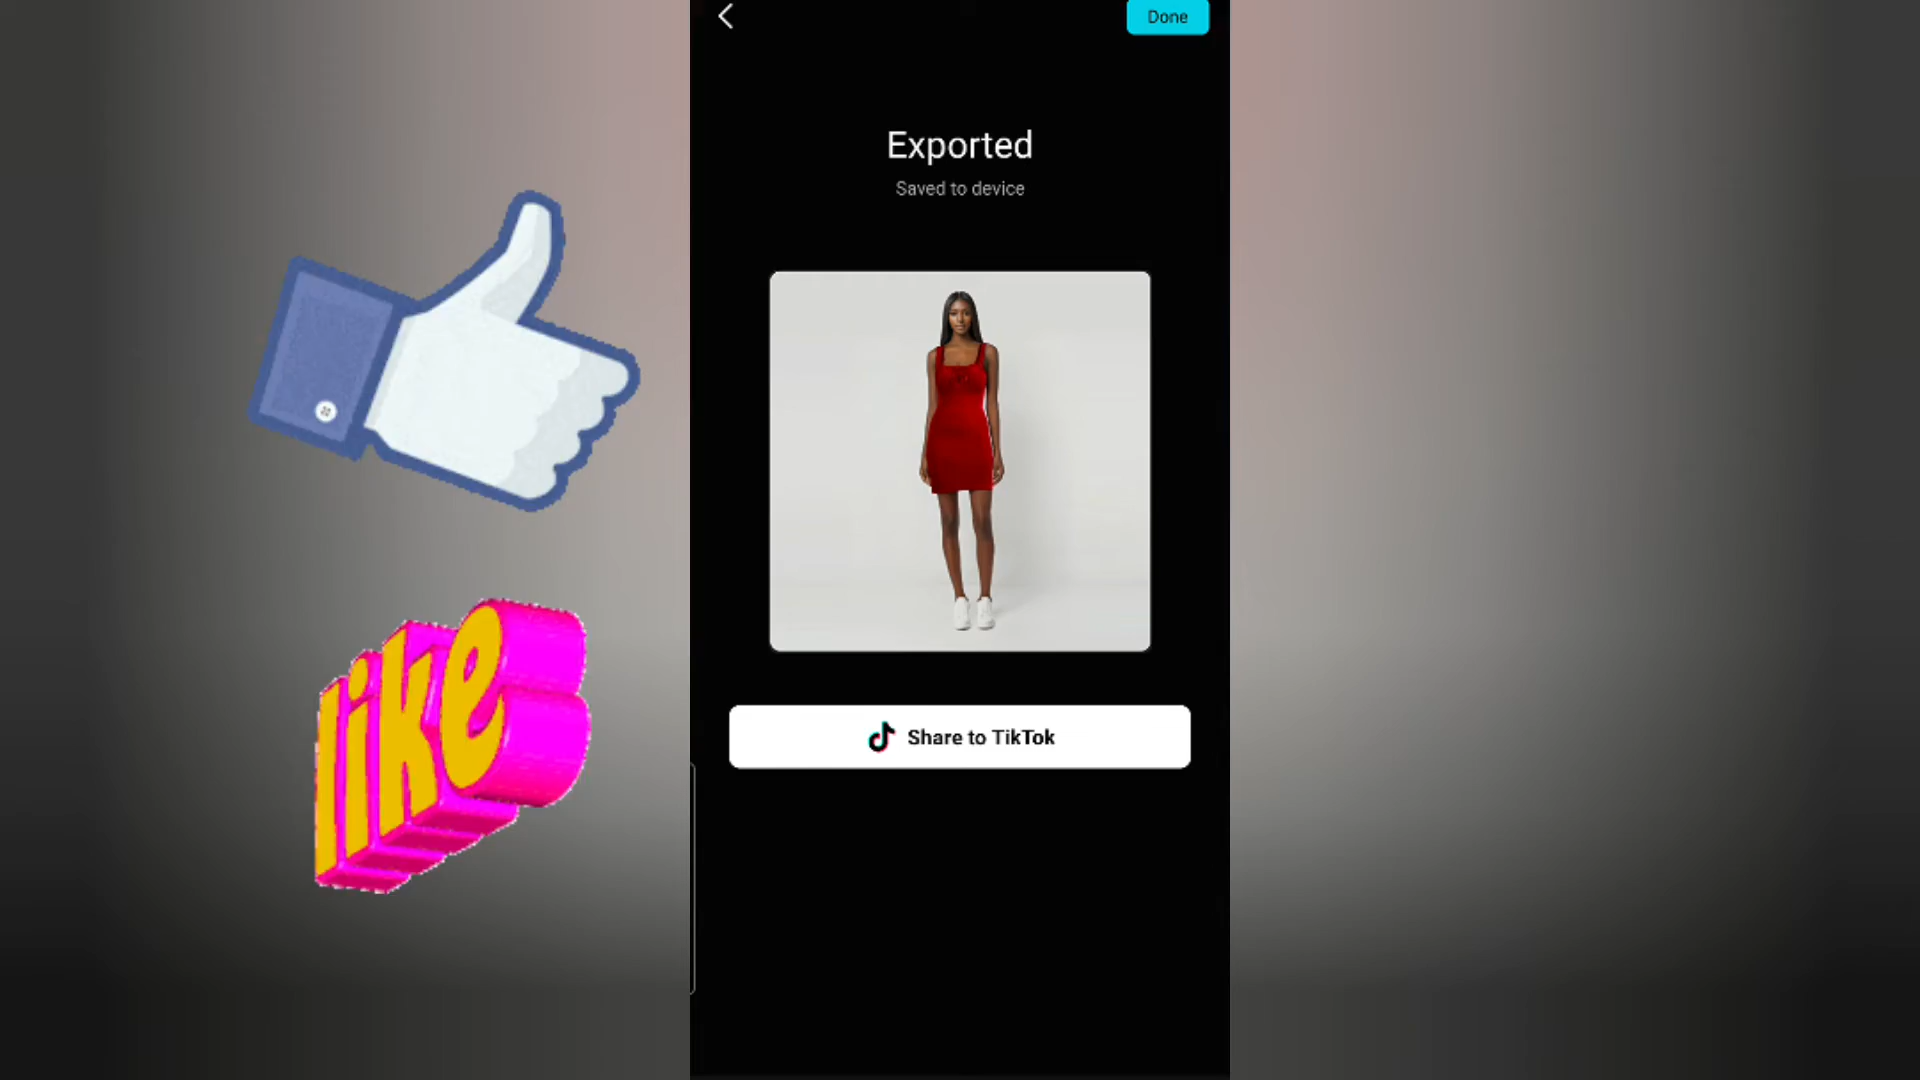 Done
Exported
Saved to device
Share to TikTok
like